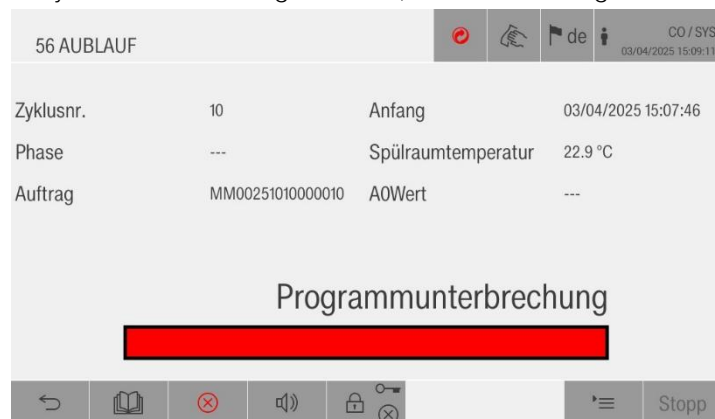 56 AUBLAUF
de
CO / SYS
03/04/2025 15:09:11
Zyklusnr. 10 Anfang 03/04/2025 15:07:46
Phase --- Spülraumtemperatur 22.9 °C
Auftrag MM00251010000010 A0Wert ---
Programmunterbrechung
Stopp